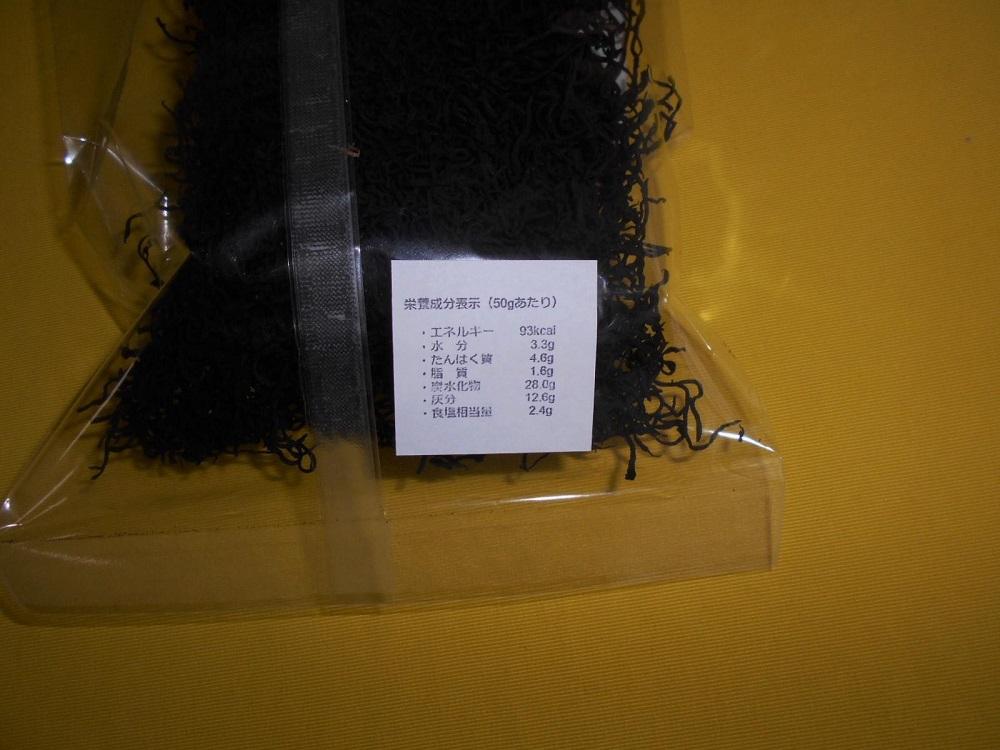 栄養成分表示（50gあたり）
・エネルギー 93kcal
・水　分 3.3g
・たんぱく質 4.6g
・脂　質 1.6g
・炭水化物 28.0g
・灰分 12.6g
・食塩相当量 2.4g